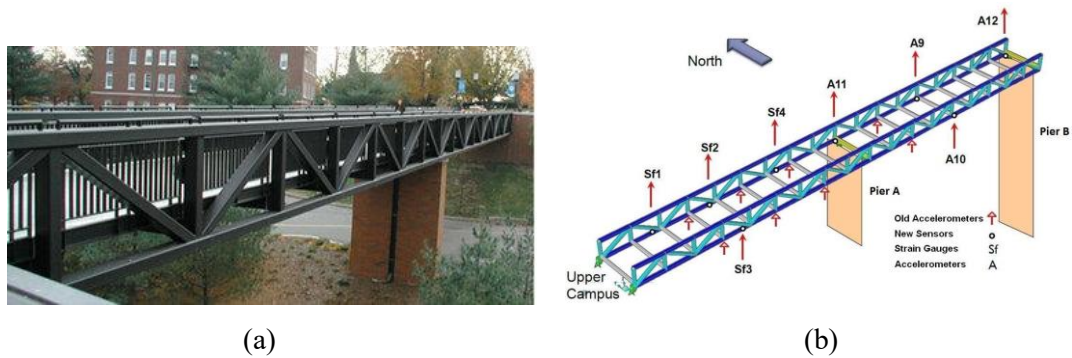 A12
North
A9
A11
Sf4
Sf2
Sf1
Pier B
A10
Pier A
Old Accelerometers
New Sensors
Strain Gauges Sf
Accelerometers A
Sf3
Upper
Campus
(a)
(b)